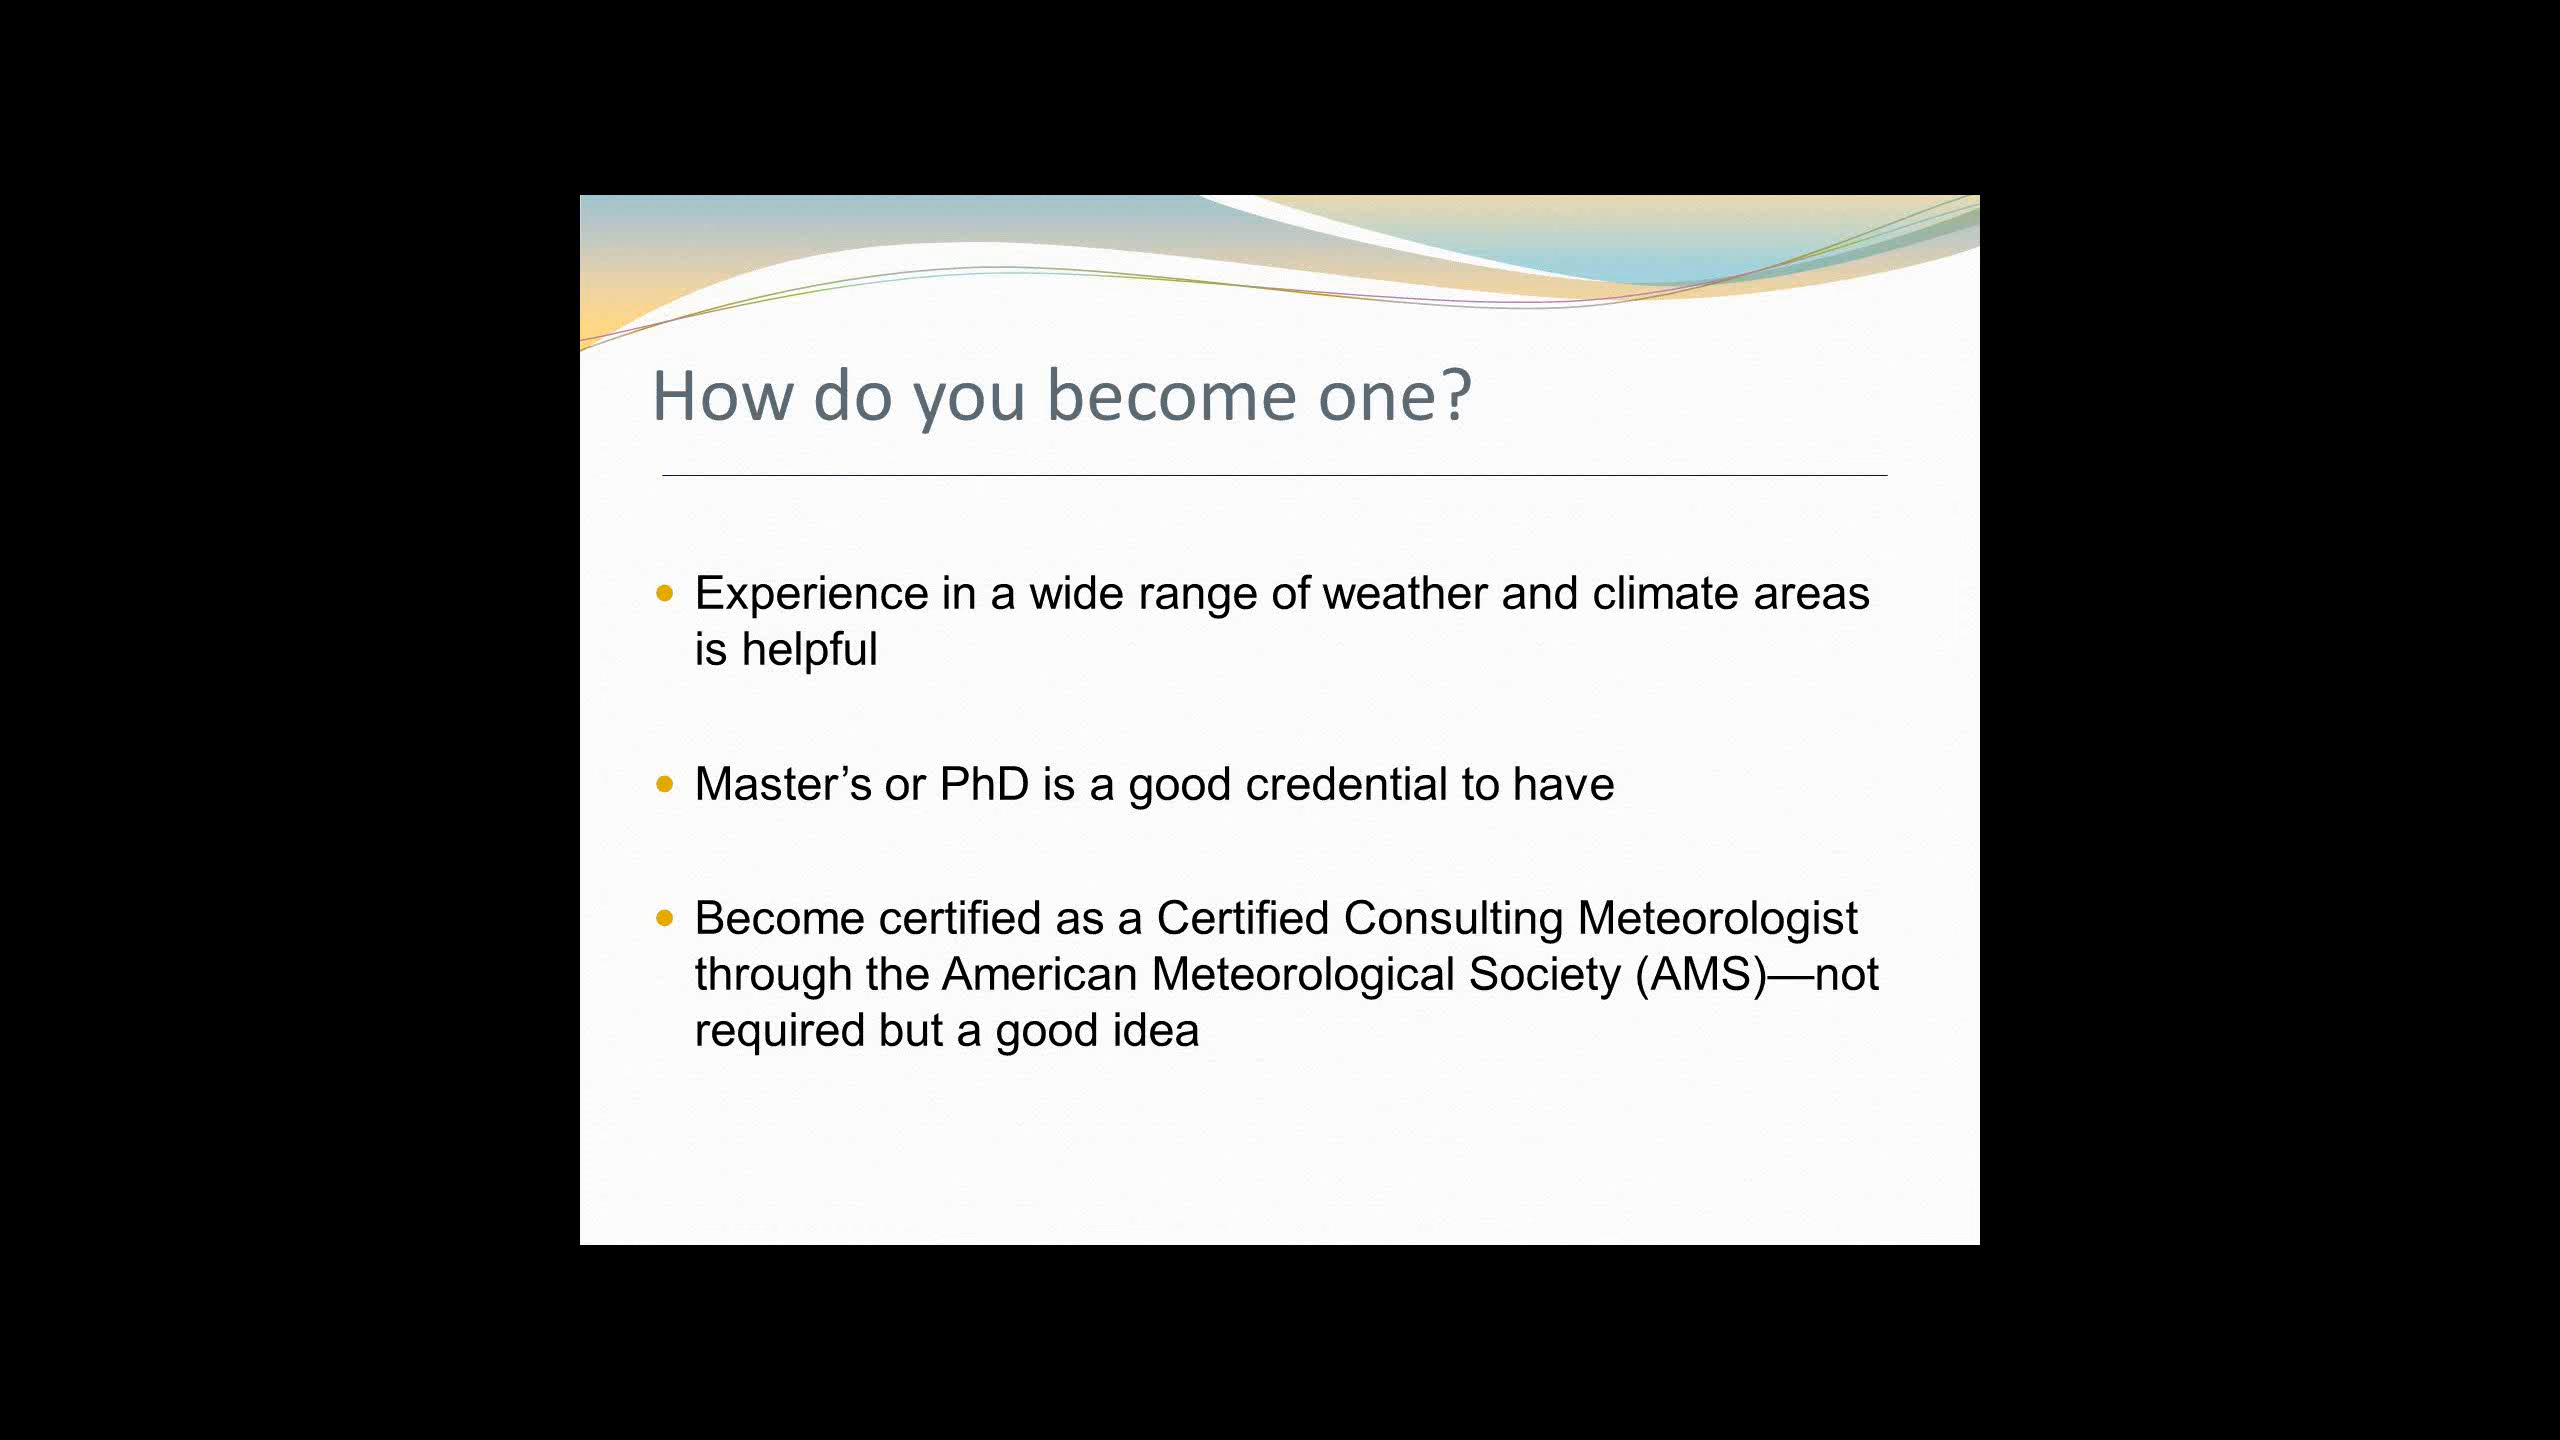 How do you become one?
Experience in a wide range of weather and climate areas
is helpful
Master’s or PhD is a good credential to have
Become certified as a Certified Consulting Meteorologist
through the American Meteorological Society (AMS)—not
required but a good idea